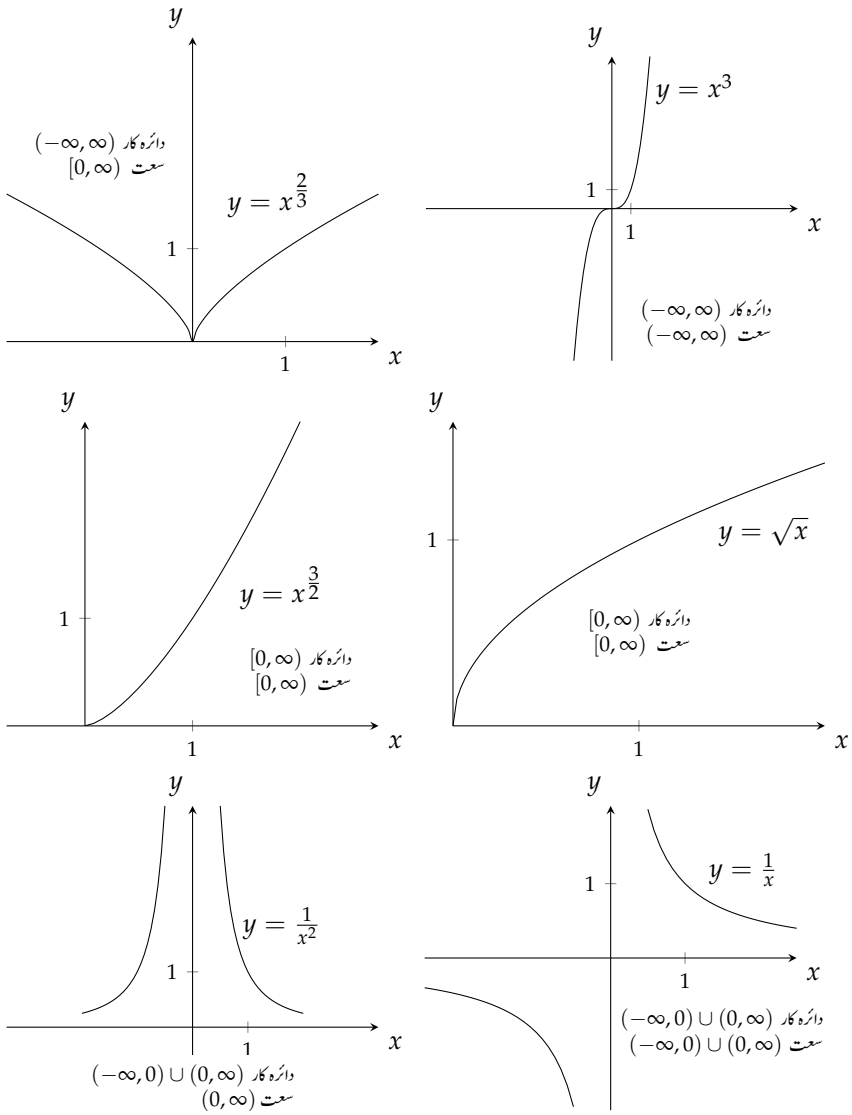 y
دائرہ کار (−∞, ∞)
سعت [0, ∞)
y = x^{2/3}
1
1
x
y
y = x^3
1
1
x
دائرہ کار (−∞, ∞)
سعت (−∞, ∞)
y
y = x^{3/2}
1
دائرہ کار [0, ∞)
سعت [0, ∞)
1
x
y
1
y = √x
دائرہ کار [0, ∞)
سعت [0, ∞)
1
x
y
y = 1/x^2
1
1
x
دائرہ کار (−∞, 0) ∪ (0, ∞)
سعت (0, ∞)
y
y = 1/x
1
1
x
دائرہ کار (−∞, 0) ∪ (0, ∞)
سعت (−∞, 0) ∪ (0, ∞)